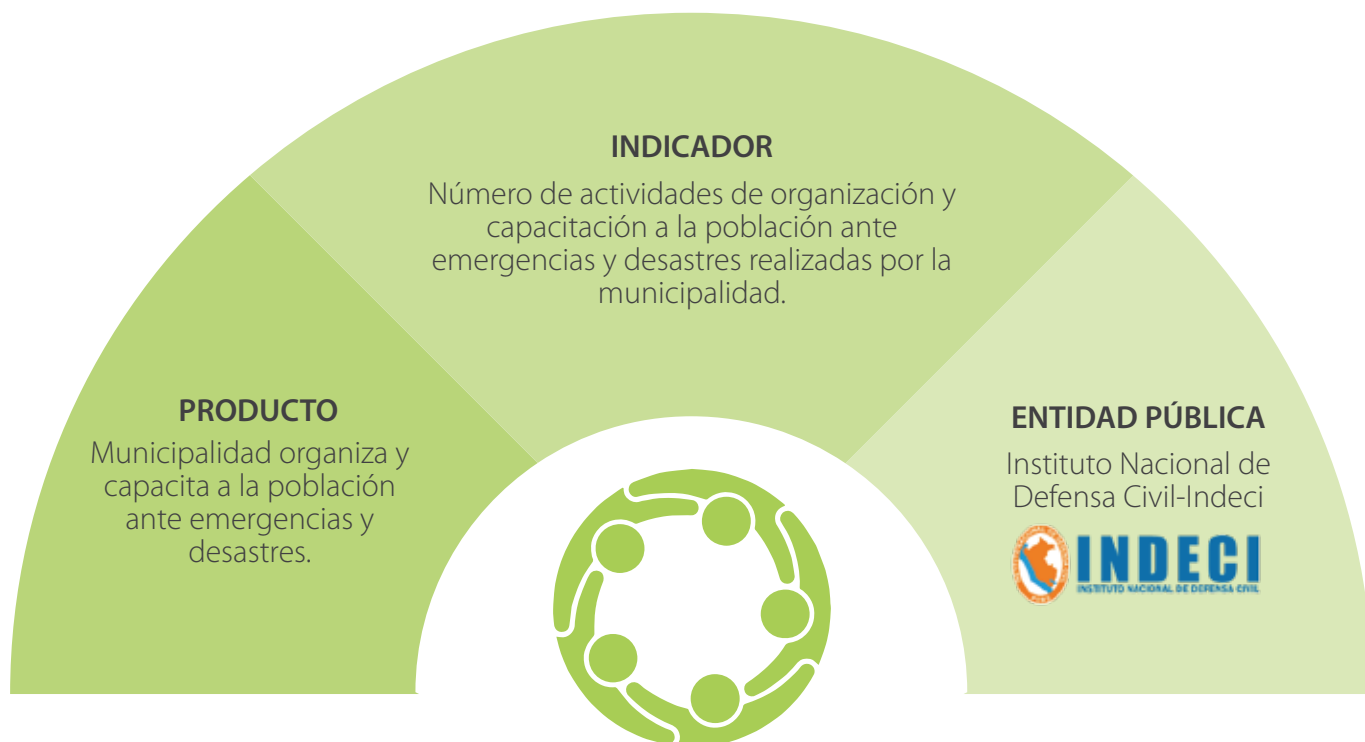 INDICADOR
Número de actividades de organización y
capacitación a la población ante
emergencias y desastres realizadas por la
municipalidad.
PRODUCTO
Municipalidad organiza y
capacita a la población
ante emergencias y
desastres.
ENTIDAD PÚBLICA
Instituto Nacional de
Defensa Civil-Indeci
INDECI
INSTITUTO NACIONAL DE DEFENSA CIVIL